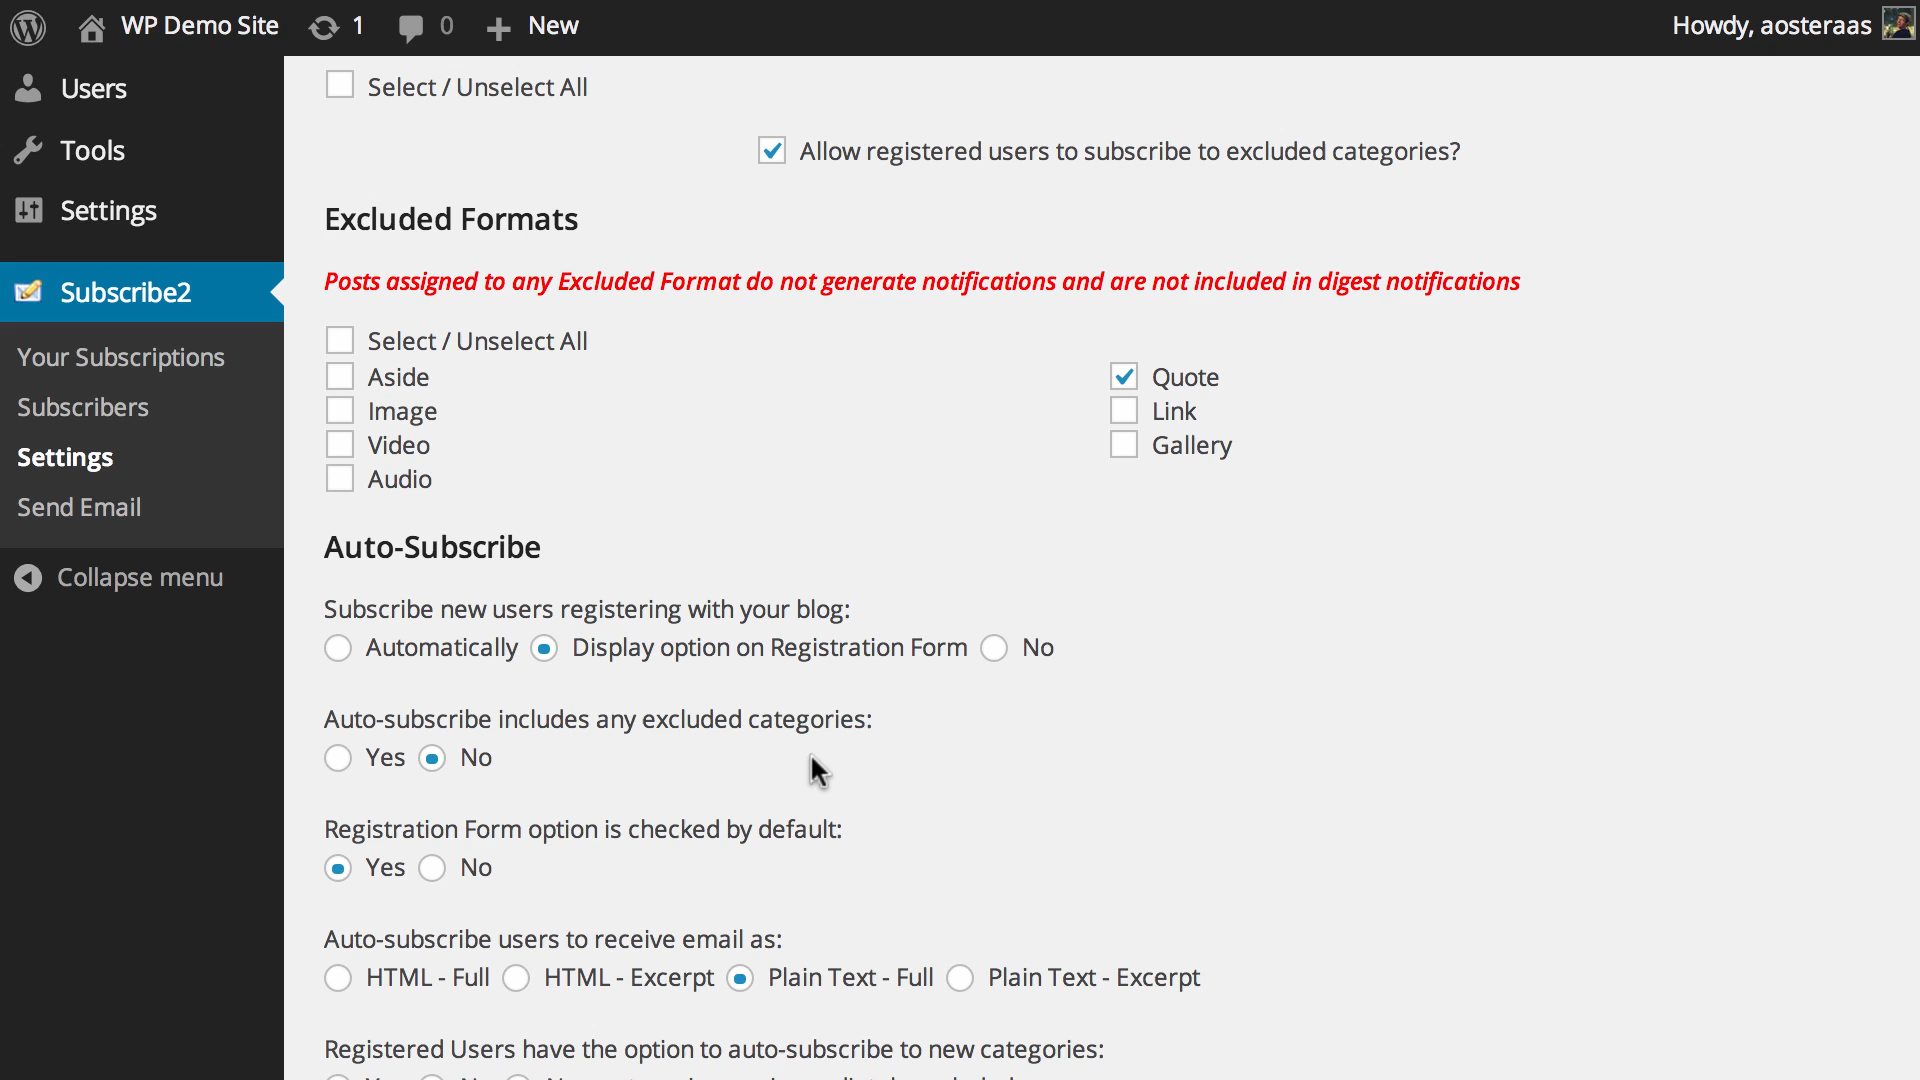 WP Demo Site 1 0 New Howdy, aosteraas
Users
Tools
Settings
Subscribe2
Your Subscriptions
Subscribers
Settings
Send Email
Collapse menu
Select / Unselect All
Allow registered users to subscribe to excluded categories?
Excluded Formats
Posts assigned to any Excluded Format do not generate notifications and are not included in digest notifications
Select / Unselect All
Aside Quote
Image Link
Video Gallery
Audio
Auto-Subscribe
Subscribe new users registering with your blog:
Automatically Display option on Registration Form No
Auto-subscribe includes any excluded categories:
Yes No
Registration Form option is checked by default:
Yes No
Auto-subscribe users to receive email as:
HTML - Full HTML - Excerpt Plain Text - Full Plain Text - Excerpt
Registered Users have the option to auto-subscribe to new categories: